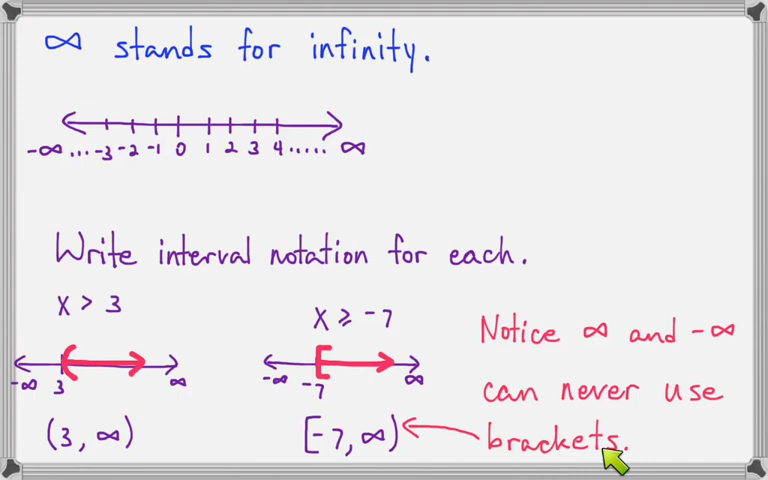 ∞ stands for infinity.
-∞ ... -3 -2 -1 0 1 2 3 4 ..... ∞
Write interval notation for each.
x > 3
-∞ 3 ∞
(3, ∞)
x ≥ -7
-∞ -7 ∞
[-7, ∞)
Notice ∞ and -∞
can never use
brackets.